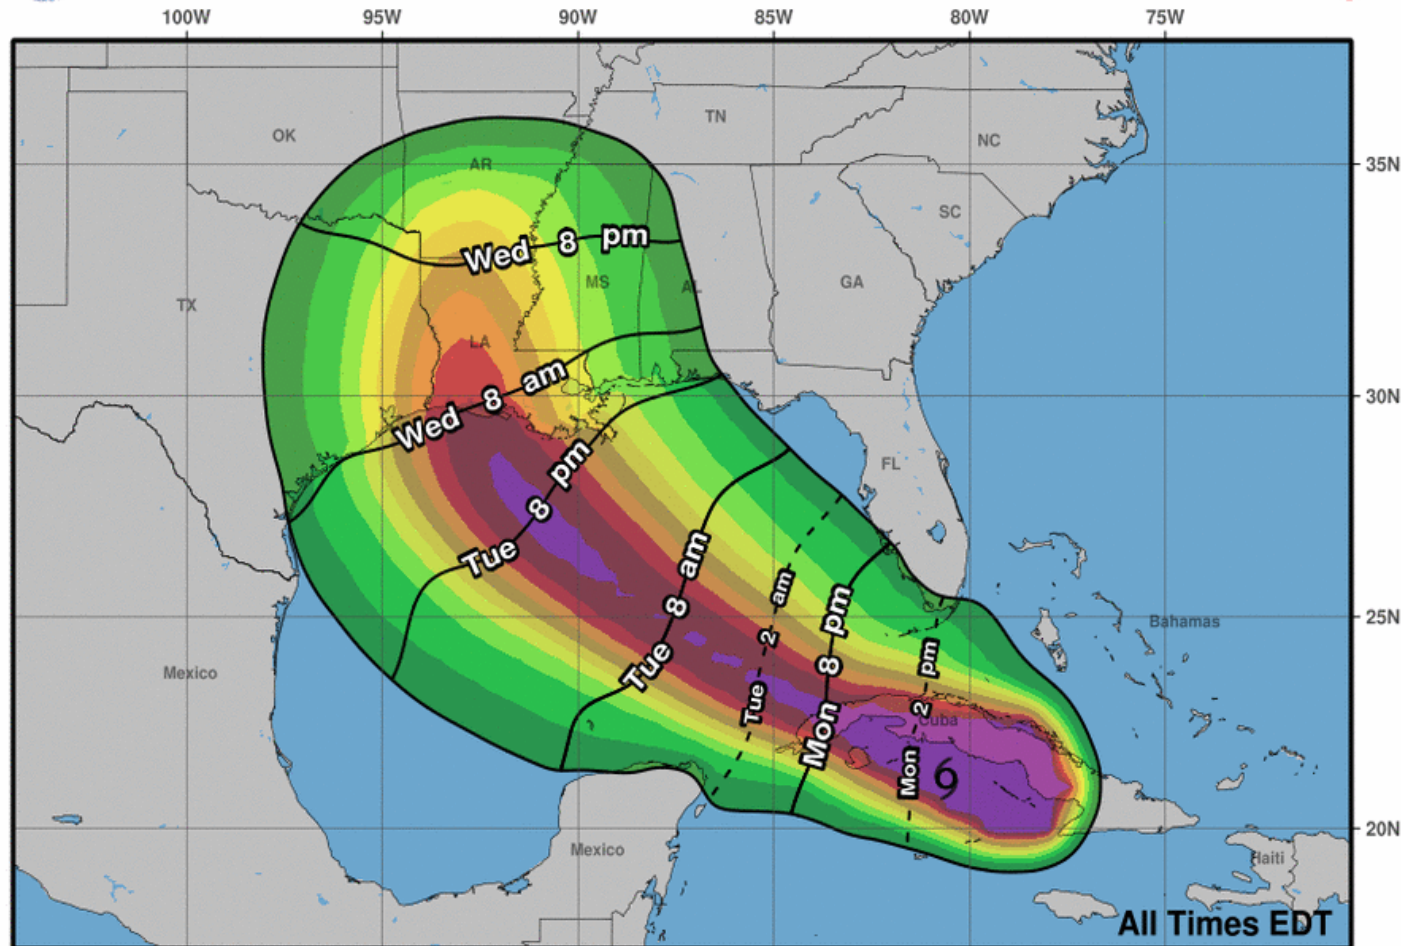 100W 95W 90W 85W 80W 75W
OK
TN
NC
AR
35N
SC
Wed 8 pm
MS
AL
GA
TX
LA
Wed 8 am
30N
FL
Tue 8 pm
Tue 8 am
Tue 2 am
Mon 8 pm
Mon 2 pm
25N
Bahamas
Mexico
Cuba
20N
Mexico
Haiti
All Times EDT